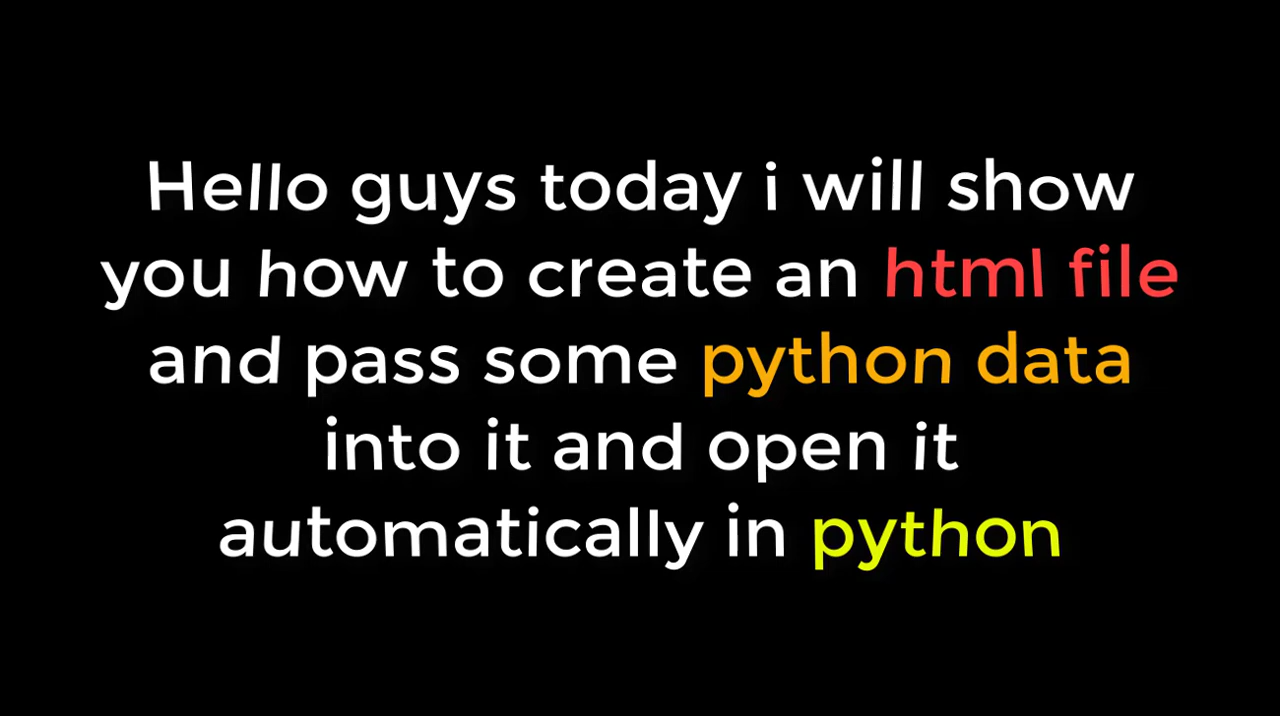 Hello guys today i will show
you how to create an html file
and pass some python data
into it and open it
automatically in python